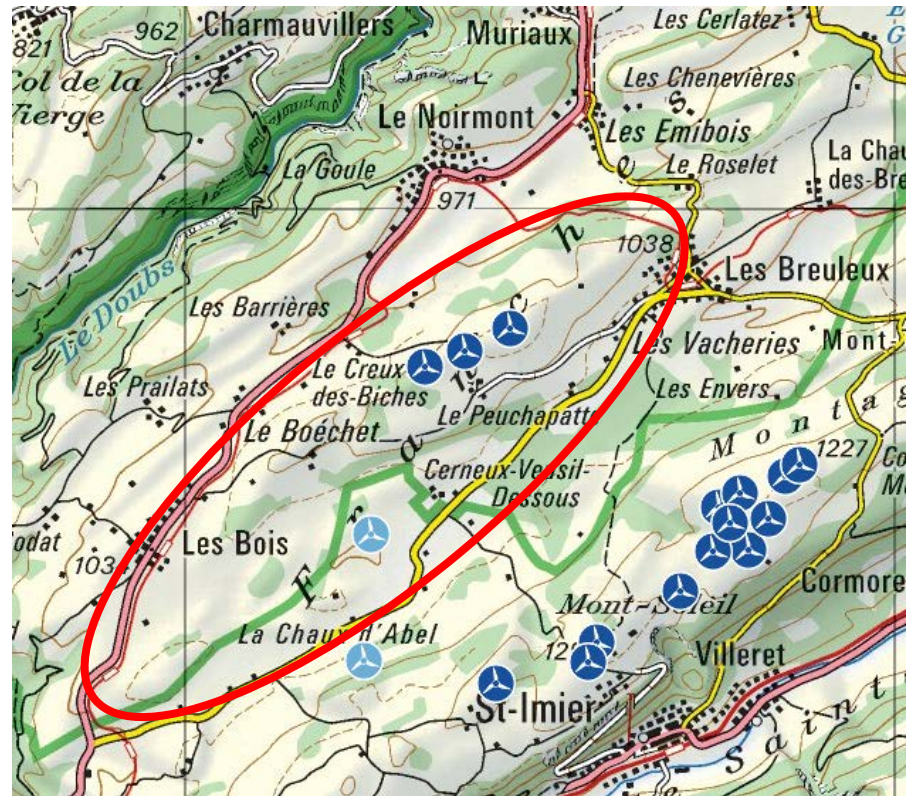 962
821
Charmauvillers
Muriaux
Les Cerlatez
Col de la
Vierge
Les Chenevières
Le Noirmont
Les Emibois
La Goule
Le Roselet
La Chau
des-Bre
971
1038
Les Breuleux
Le Doubs
Les Barrières
Les Vacheries
Mont-
Le Creux
des-Biches
Les Prailats
Le Peuchapatte
Les Envers
Le Boéchet
Montag
1227
Cerneux-Veusil-
Dessous
Franches
Les Bois
103
Cormore
Mont-Soleil
La Chaux d'Abel
Villeret
St-Imier
Saint-